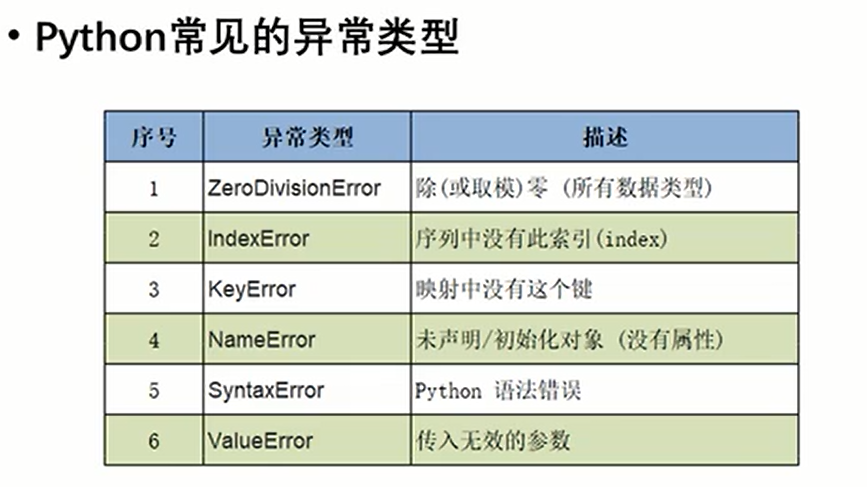 • Python常见的异常类型
序号 异常类型 描述
1 ZeroDivisionError 除(或取模)零 (所有数据类型)
2 IndexError 序列中没有此索引(index)
3 KeyError 映射中没有这个键
4 NameError 未声明/初始化对象 (没有属性)
5 SyntaxError Python 语法错误
6 ValueError 传入无效的参数